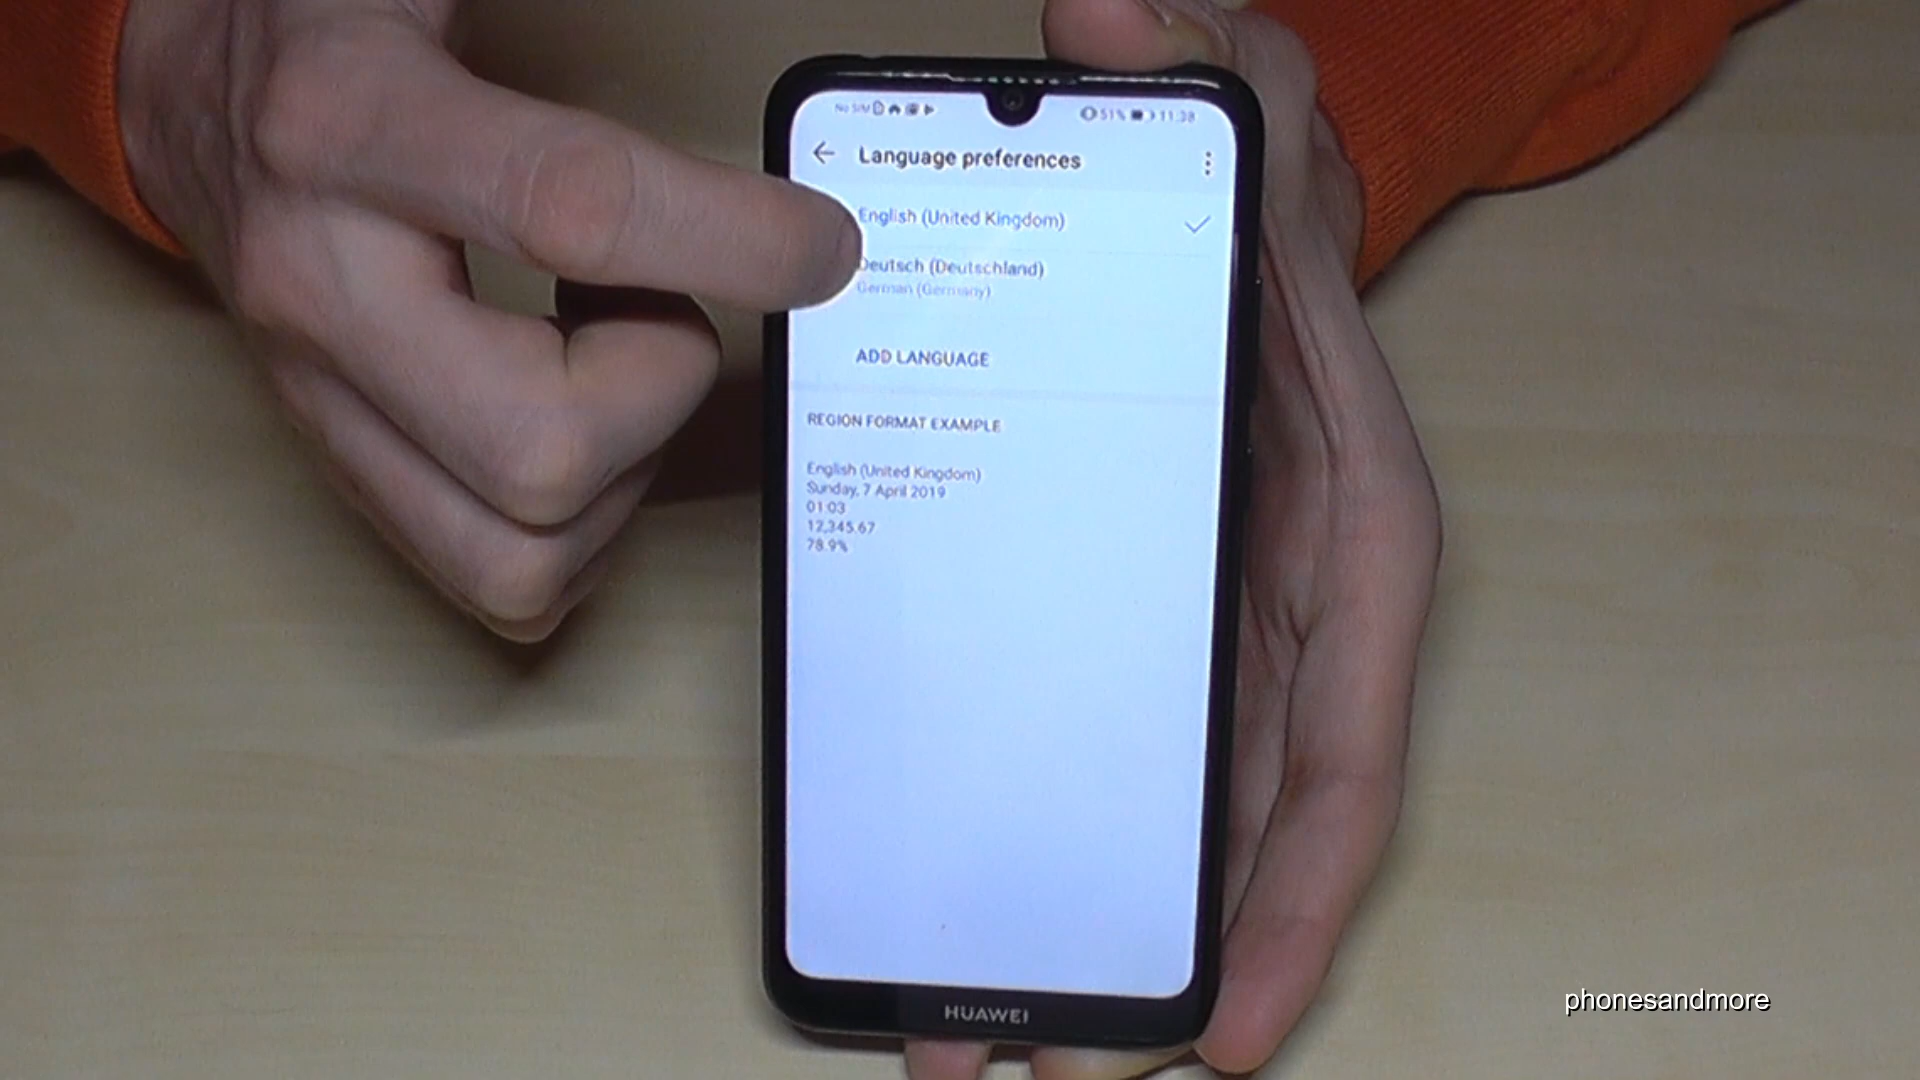 No SIM 51% 11:38
Language preferences
English (United Kingdom)
Deutsch (Deutschland)
German (Germany)
ADD LANGUAGE
REGION FORMAT EXAMPLE
English (United Kingdom)
Sunday, 7 April 2019
01:03
12,345.67
78.9%
HUAWEI
phonesandmore